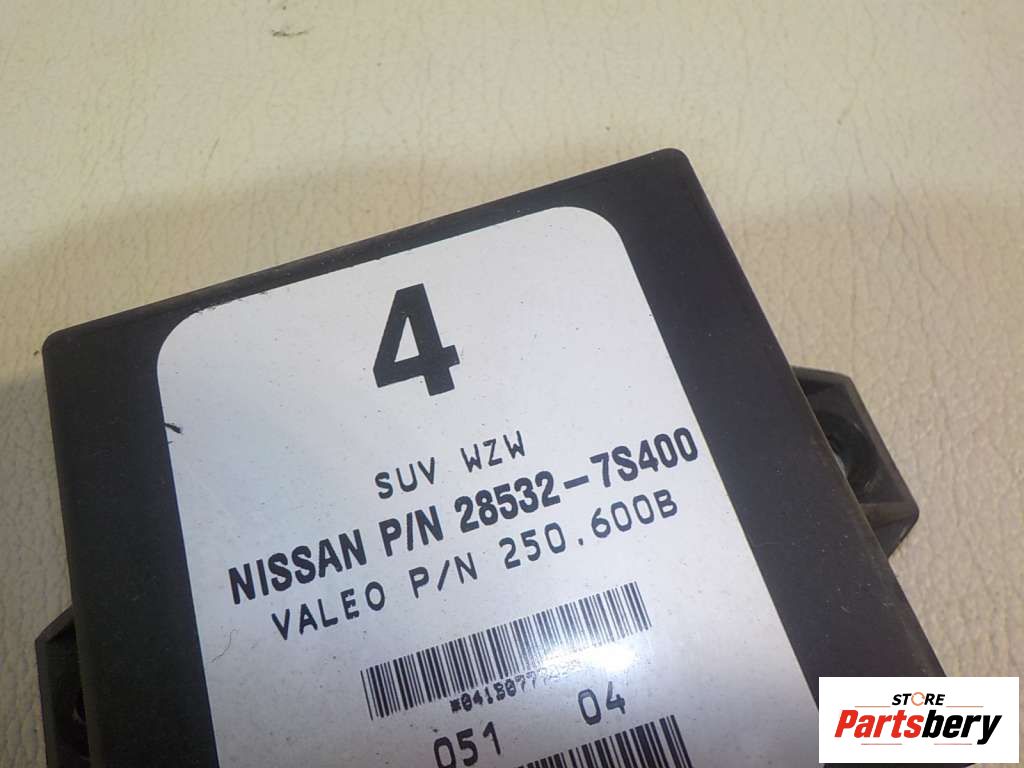 4
SUV WZW
NISSAN P/N 28532-7S400
VALEO P/N 250.600B
051 04
STORE
Partsbery